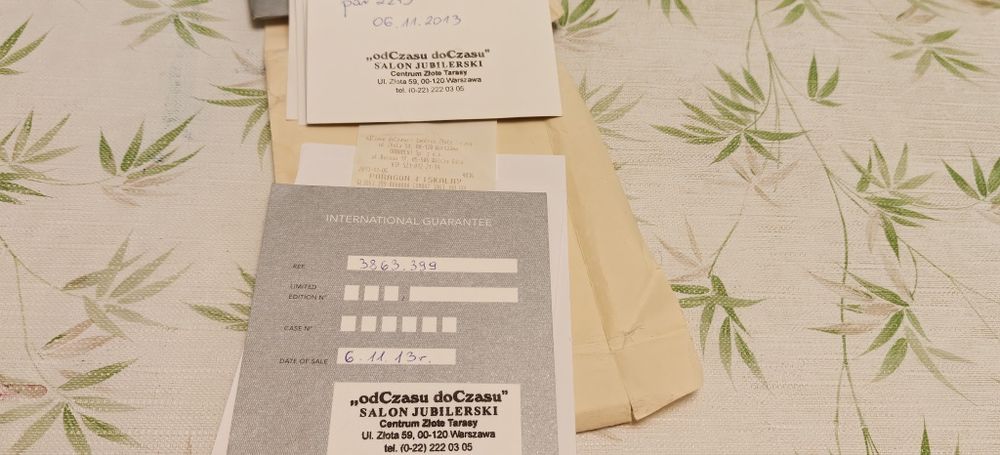 06.11.2013
„odCzasu doCzasu"
SALON JUBILERSKI
Centrum Złote Tarasy
Ul. Złota 59, 00-120 Warszawa
tel. (0-22) 222 03 05
PARAGON FISKALNY
INTERNATIONAL GUARANTEE
REF. 3863.399
LIMITED
EDITION N°
CASE N°
DATE OF SALE 6.11.13r.
„odCzasu doCzasu"
SALON JUBILERSKI
Centrum Złote Tarasy
Ul. Złota 59, 00-120 Warszawa
tel. (0-22) 222 03 05